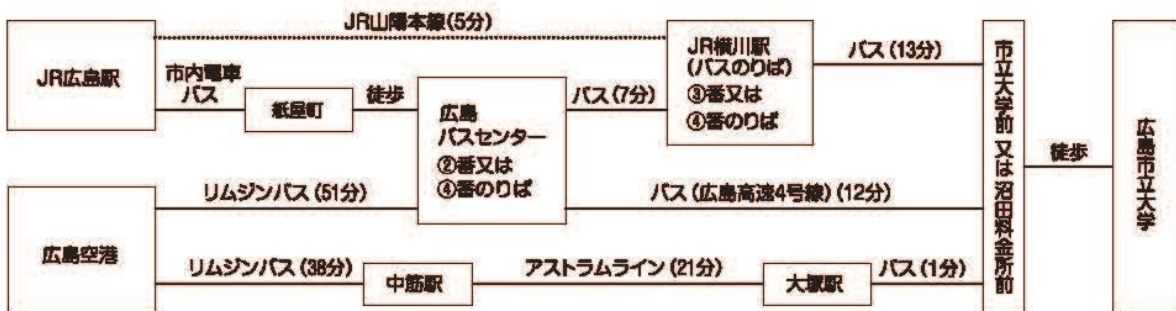 JR山陽本線(5分)
JR広島駅
市内電車
バス
紙屋町
徒歩
広島
バスセンター
②番又は
④番のりば
バス(7分)
JR横川駅
(バスのりば)
③番又は
④番のりば
バス(13分)
リムジンバス(51分)
バス(広島高速4号線)(12分)
広島空港
リムジンバス(38分)
中筋駅
アストラムライン(21分)
大塚駅
バス(1分)
市立大学前 又は 沼田料金所前
徒歩
広島市立大学